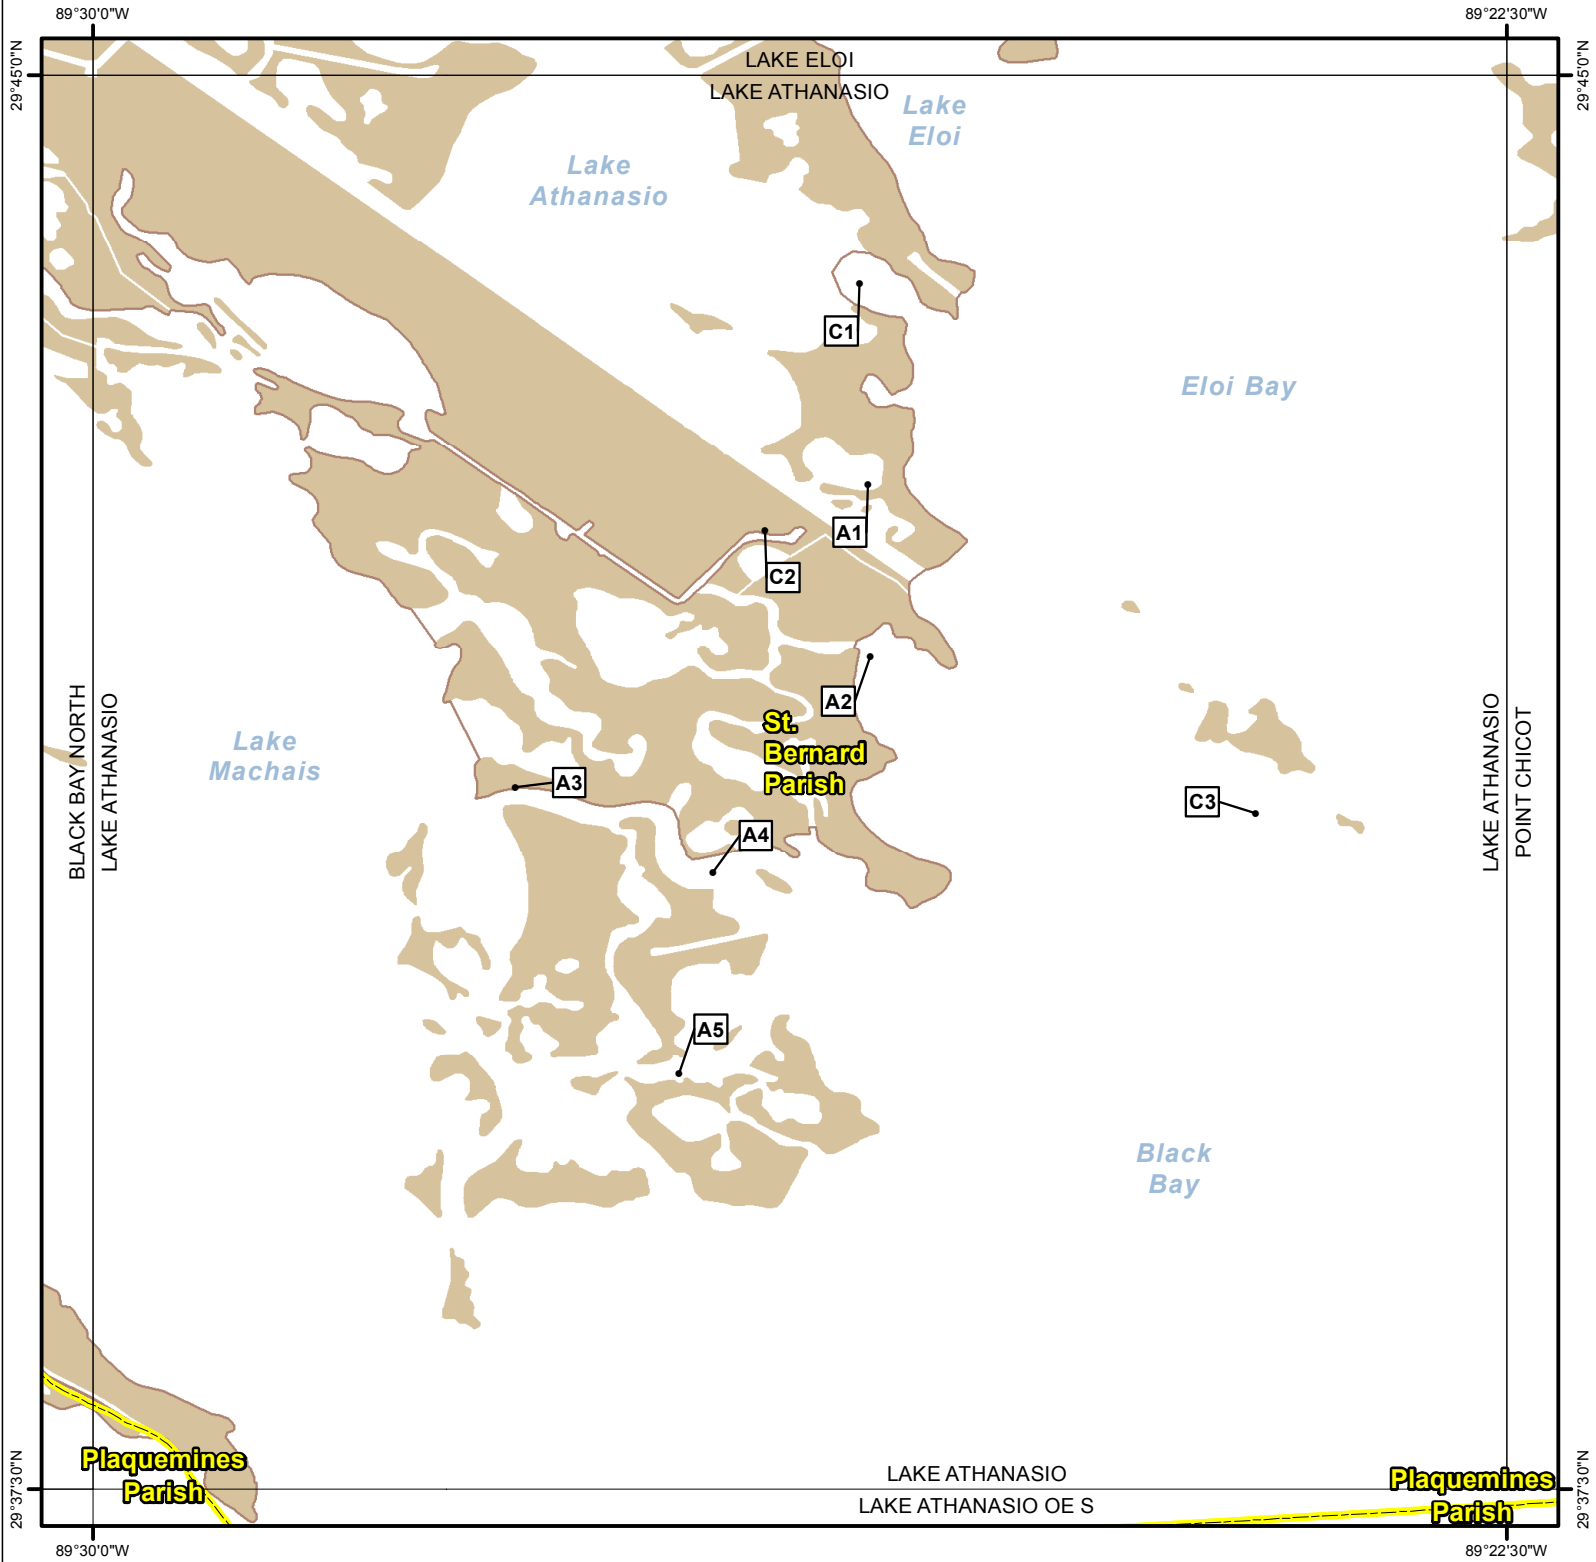 89°30'0"W
89°22'30"W
29°45'0"N
29°45'0"N
LAKE ELOI
LAKE ATHANASIO
Lake
Eloi
Lake
Athanasio
C1
Eloi Bay
A1
C2
A2
St.
Bernard
Parish
BLACK BAY NORTH
LAKE ATHANASIO
Lake
Machais
A3
C3
A4
LAKE ATHANASIO
POINT CHICOT
A5
Black
Bay
Plaquemines
Parish
LAKE ATHANASIO
LAKE ATHANASIO OE S
Plaquemines
Parish
29°37'30"N
29°37'30"N
89°30'0"W
89°22'30"W